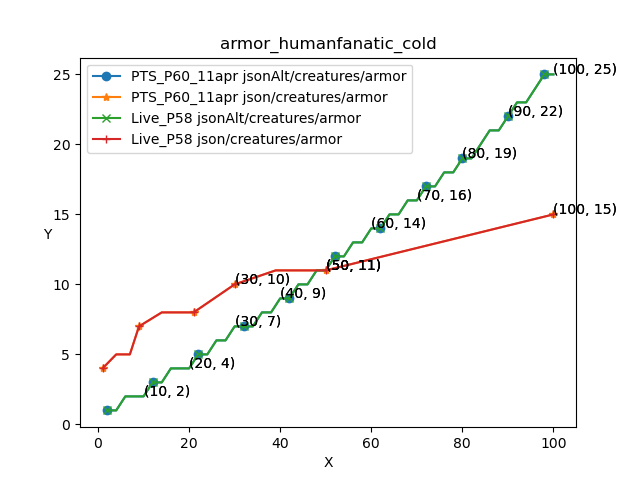 armor_humanfanatic_cold
PTS_P60_11apr jsonAlt/creatures/armor
PTS_P60_11apr json/creatures/armor
Live_P58 jsonAlt/creatures/armor
Live_P58 json/creatures/armor
(100, 25)
(90, 22)
(80, 19)
(70, 16)
(100, 15)
(60, 14)
(50, 11)
(30, 10)
(40, 9)
(30, 7)
(20, 4)
(10, 2)
25
20
15
10
5
0
Y
0 20 40 60 80 100
X